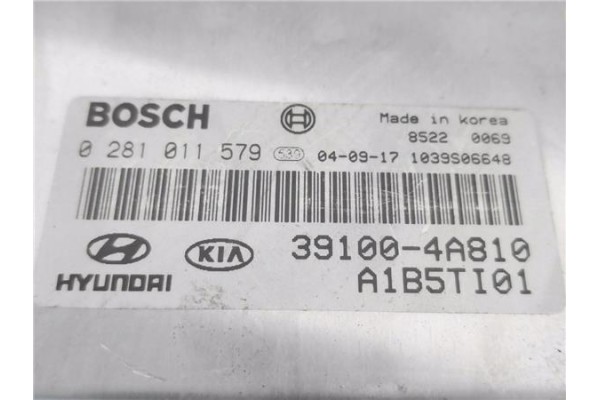 BOSCH Made in korea
8522 0069
0 281 011 579 04-09-17 1039S06648
HYUNDAI KIA 39100-4A810
A1B5TI01